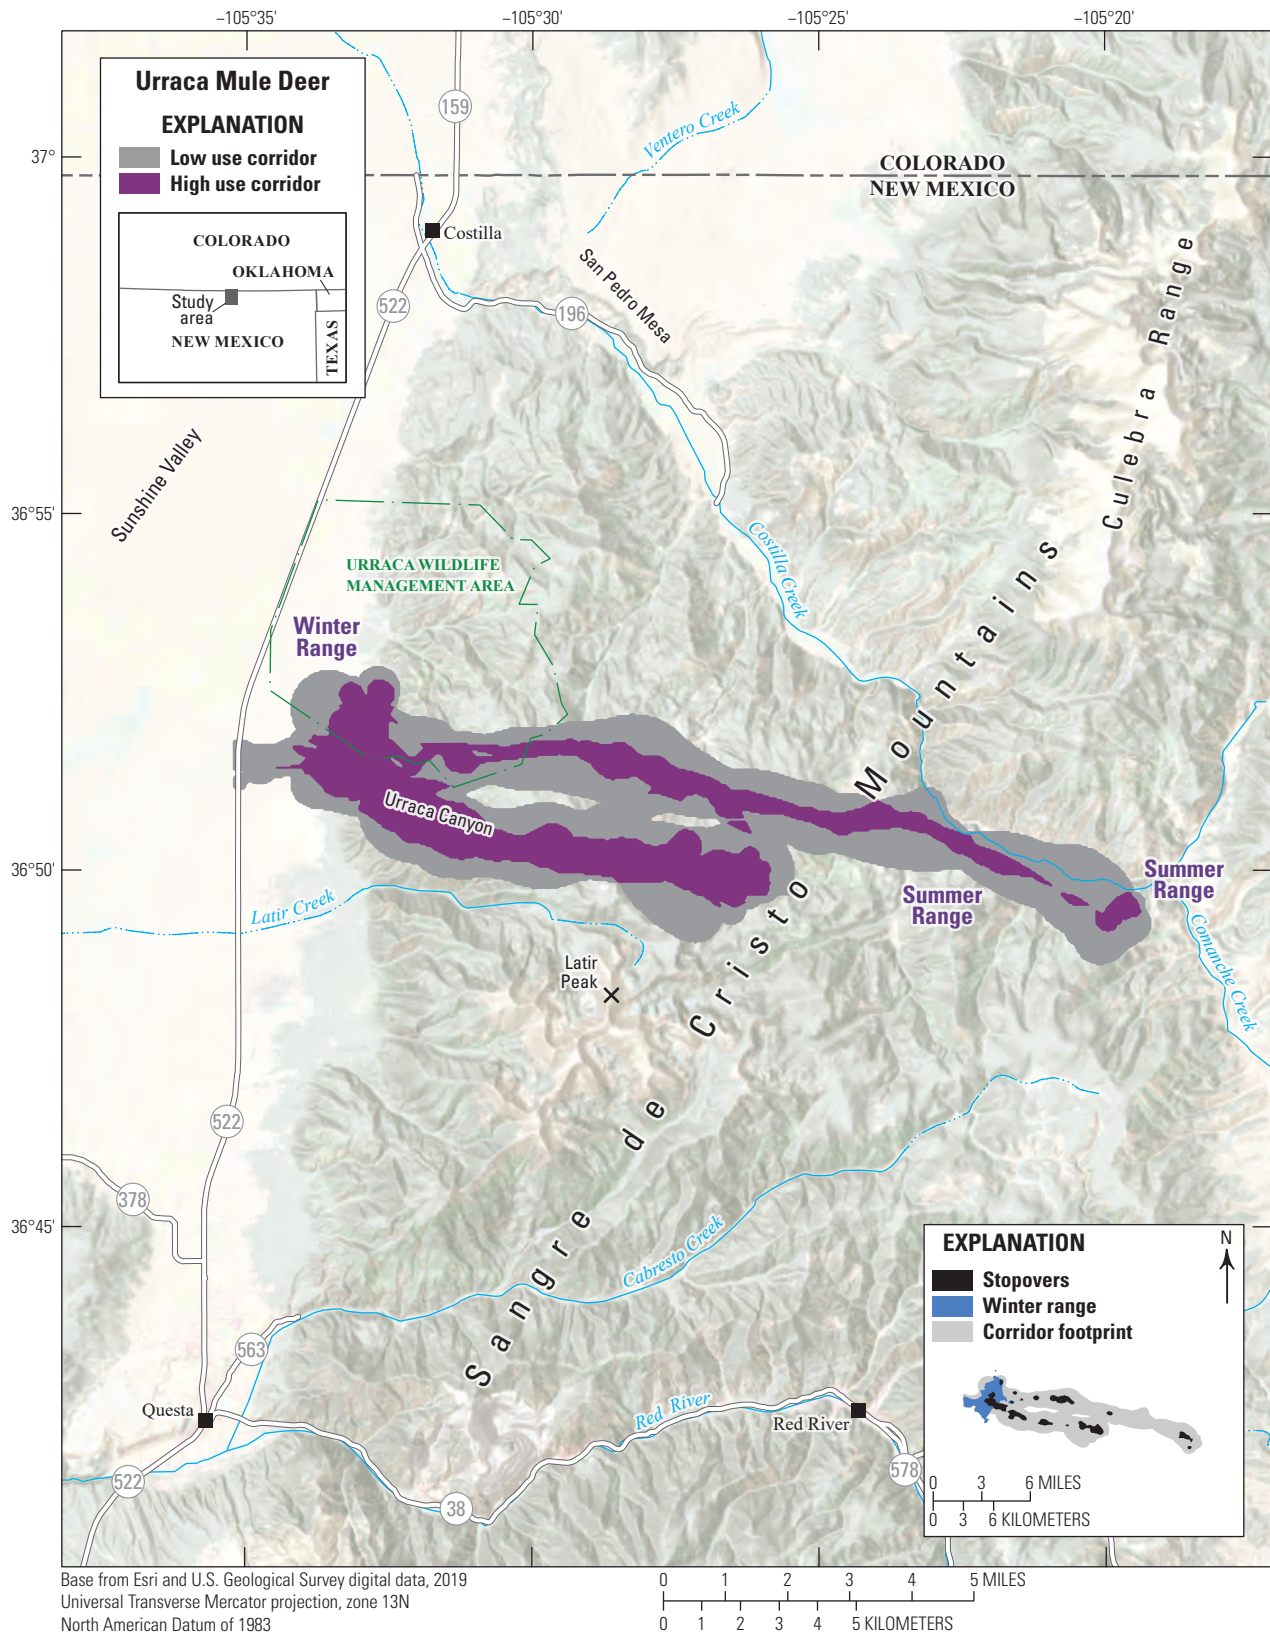 −105°35'
−105°30'
−105°25'
−105°20'
Urraca Mule Deer
EXPLANATION
Low use corridor
High use corridor
COLORADO
OKLAHOMA
Study
area
NEW MEXICO
TEXAS
159
Ventero Creek
37°
COLORADO
NEW MEXICO
Costilla
San Pedro Mesa
522
196
Culebra Range
Sunshine Valley
36°55'
Costilla Creek
URRACA WILDLIFE
MANAGEMENT AREA
Winter
Range
Sangre de Cristo Mountains
Urraca Canyon
36°50'
Summer
Range
Summer
Range
Latir Creek
Latir
Peak
Comanche Creek
522
378
36°45'
Cabresto Creek
563
Questa
Red River
Red River
522
38
578
EXPLANATION
N
Stopovers
Winter range
Corridor footprint
0 3 6 MILES
0 3 6 KILOMETERS
Base from Esri and U.S. Geological Survey digital data, 2019
Universal Transverse Mercator projection, zone 13N
North American Datum of 1983
0 1 2 3 4 5 MILES
0 1 2 3 4 5 KILOMETERS